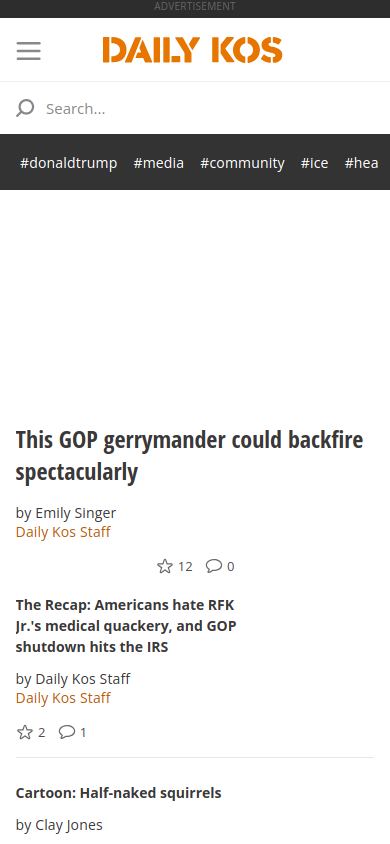 ADVERTISEMENT
DAILY KOS
Search...
#donaldtrump #media #community #ice #hea
This GOP gerrymander could backfire
spectacularly
by Emily Singer
Daily Kos Staff
12 0
The Recap: Americans hate RFK
Jr.'s medical quackery, and GOP
shutdown hits the IRS
by Daily Kos Staff
Daily Kos Staff
2 1
Cartoon: Half-naked squirrels
by Clay Jones